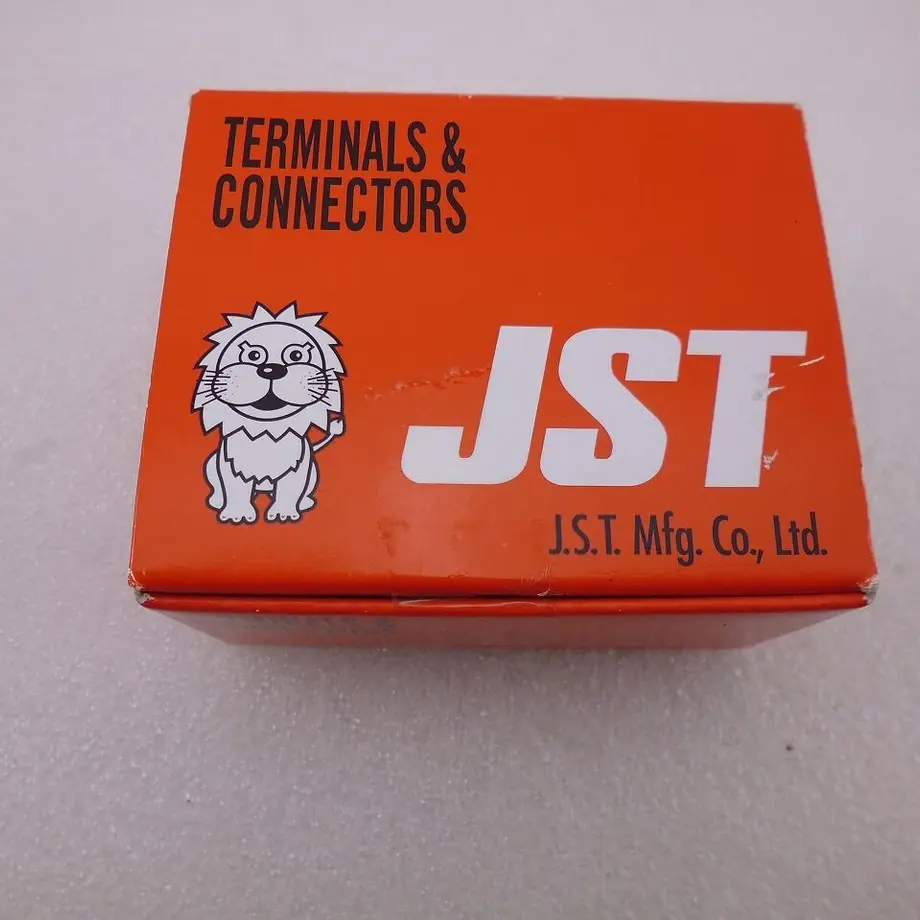 TERMINALS &
CONNECTORS
JST
J.S.T. Mfg. Co., Ltd.